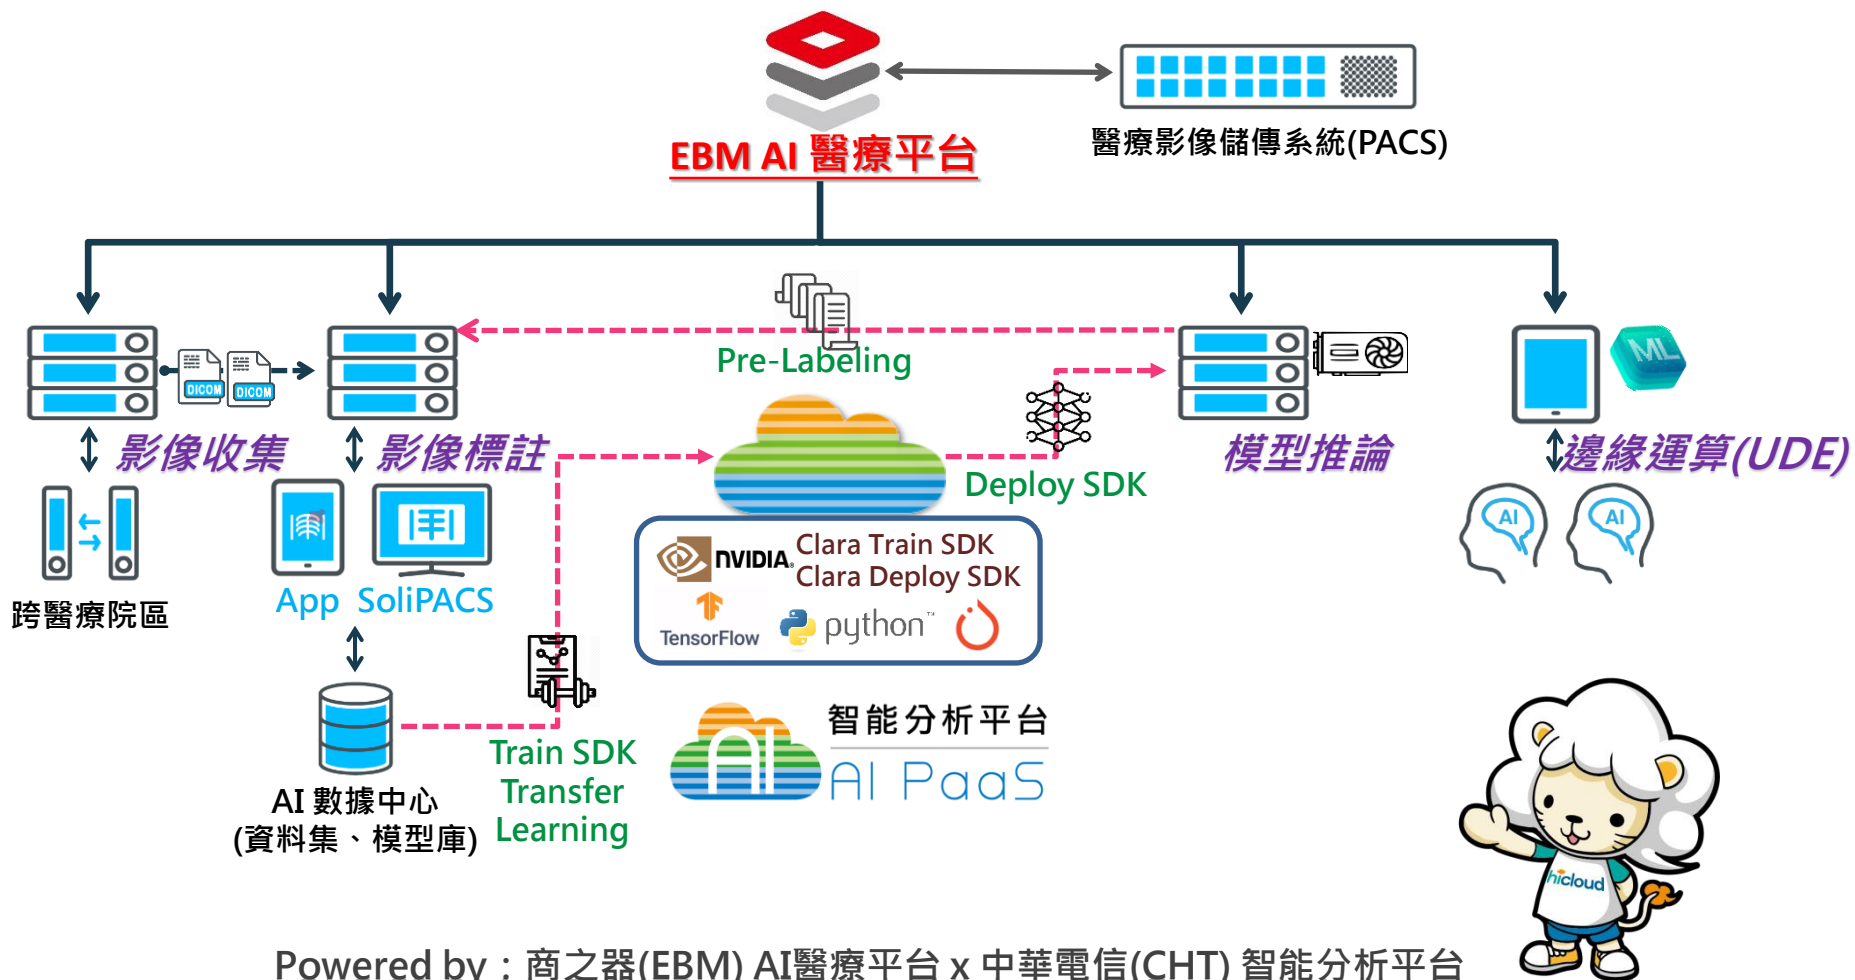 EBM AI 醫療平台
醫療影像儲傳系統(PACS)
DICOM
DICOM
Pre-Labeling
ML
影像收集
影像標註
模型推論
邊緣運算(UDE)
Deploy SDK
AI
AI
跨醫療院區
App
SoliPACS
NVIDIA.
Clara Train SDK
Clara Deploy SDK
TensorFlow
python™
AI 數據中心
(資料集、模型庫)
Train SDK
Transfer
Learning
AI
智能分析平台
AI PaaS
hicloud
Powered by：商之器(EBM) AI醫療平台 x 中華電信(CHT) 智能分析平台